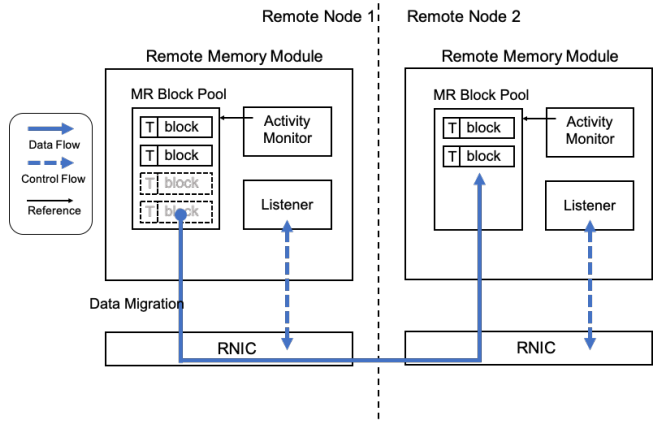 Remote Node 1
Remote Node 2
Remote Memory Module
Remote Memory Module
MR Block Pool
T block
T block
T block
T block
Activity
Monitor
Listener
MR Block Pool
T block
T block
Activity
Monitor
Listener
Data Flow
Control Flow
Reference
Data Migration
RNIC
RNIC